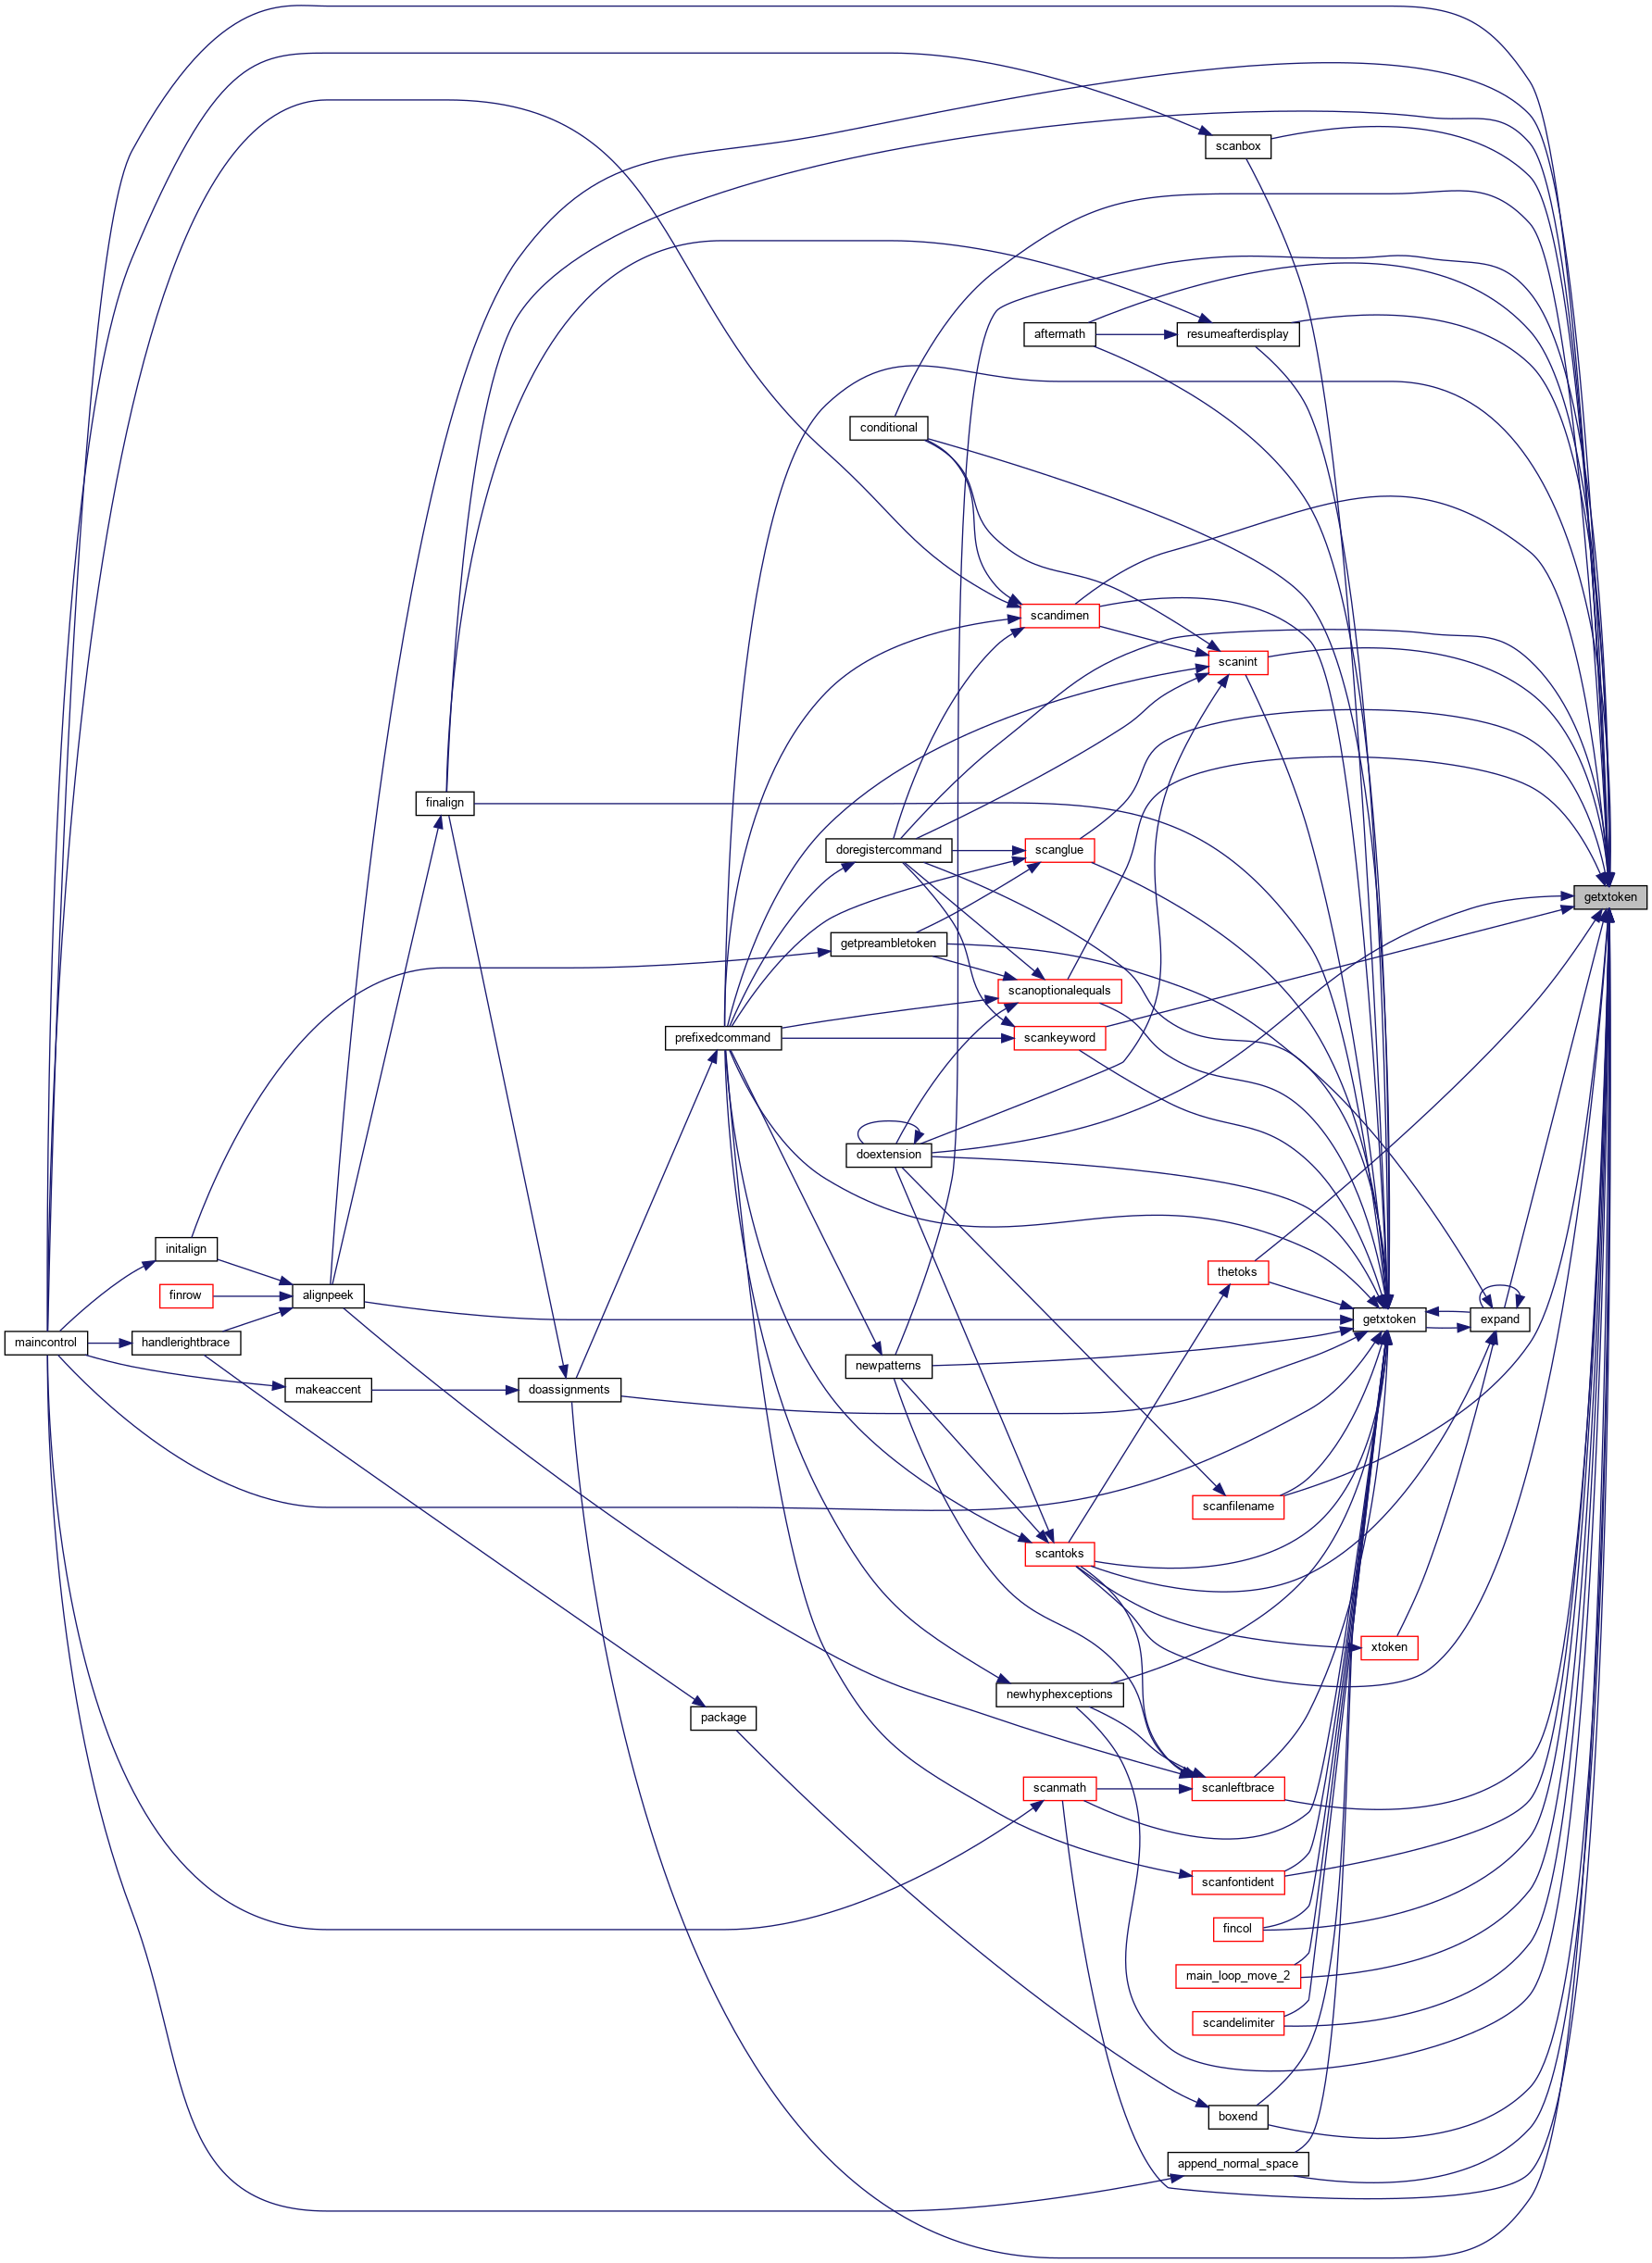 scanbox
aftermath
resumeafterdisplay
conditional
scandimen
scanint
finalign
doregistercommand
scanglue
getxtoken
getpreambletoken
scanoptionalequals
prefixedcommand
scankeyword
doextension
initalign
thetoks
finrow
alignpeek
getxtoken
expand
maincontrol
handlerightbrace
newpatterns
makeaccent
doassignments
scanfilename
scantoks
xtoken
newhyphexceptions
package
scanmath
scanleftbrace
scanfontident
fincol
main_loop_move_2
scandelimiter
boxend
append_normal_space